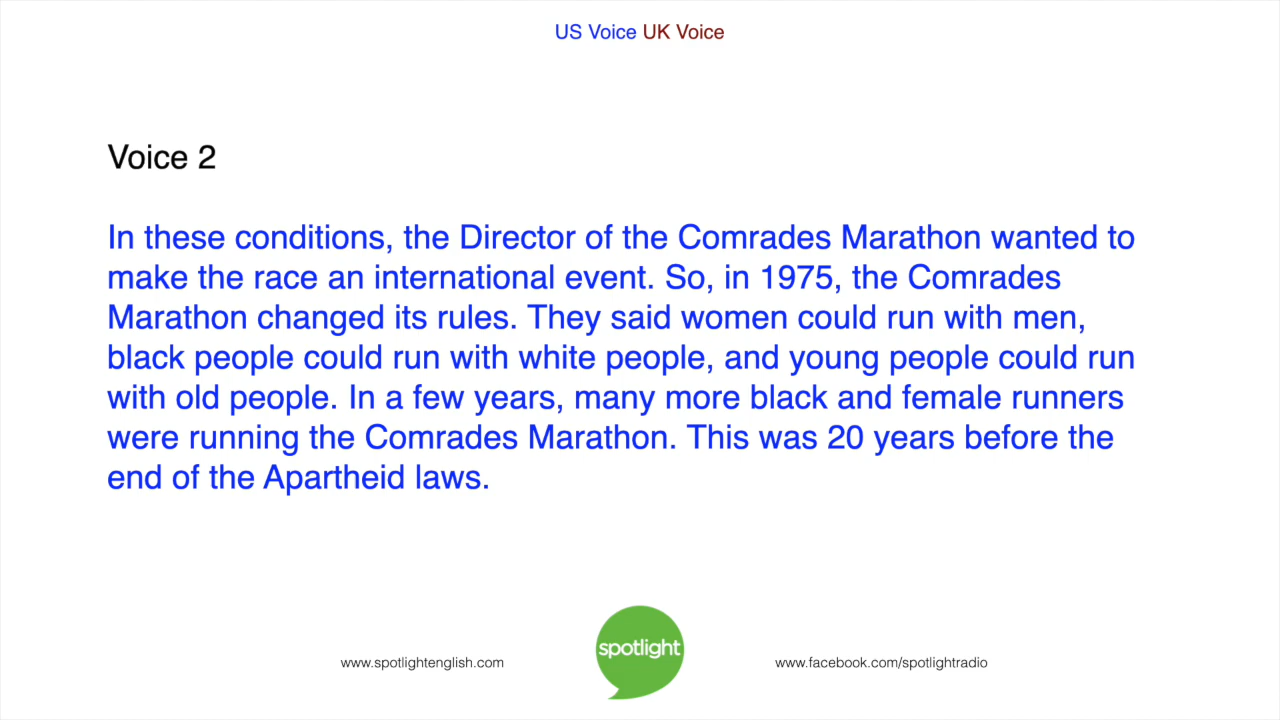 US Voice UK Voice
Voice 2
In these conditions, the Director of the Comrades Marathon wanted to
make the race an international event. So, in 1975, the Comrades
Marathon changed its rules. They said women could run with men,
black people could run with white people, and young people could run
with old people. In a few years, many more black and female runners
were running the Comrades Marathon. This was 20 years before the
end of the Apartheid laws.
spotlight
www.spotlightenglish.com
www.facebook.com/spotlightradio